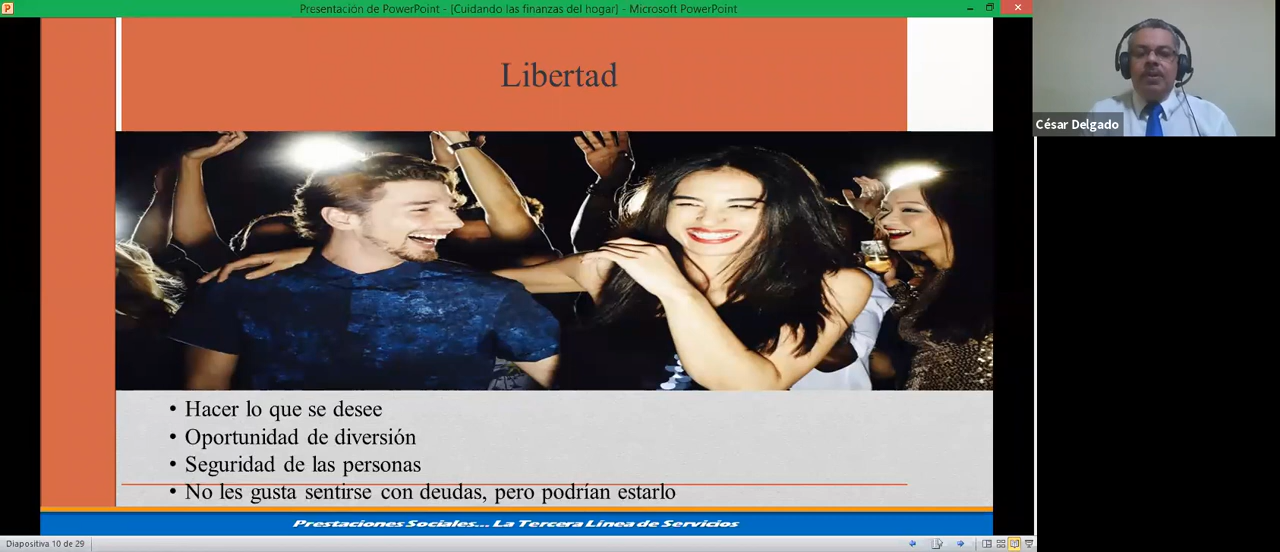 Presentación de PowerPoint - [Cuidando las finanzas del hogar] - Microsoft PowerPoint
Libertad
César Delgado
• Hacer lo que se desee
• Oportunidad de diversión
• Seguridad de las personas
• No les gusta sentirse con deudas, pero podrían estarlo
Prestaciones Sociales... La Tercera Línea de Servicios
Diapositiva 10 de 29